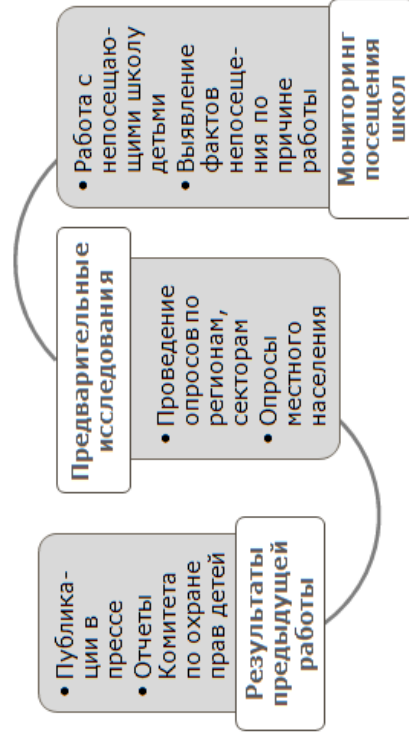 • Публика-
ции в
прессе
• Отчеты
Комитета
по охране
прав детей
Результаты
предыдущей
работы
Предварительные
исследования
• Проведение
опросов по
регионам,
секторам
• Опросы
местного
населения
• Работа с
непосещаю-
щими школу
детьми
• Выявление
фактов
непосеще-
ния по
причине
работы
Мониторинг
посещения
школ